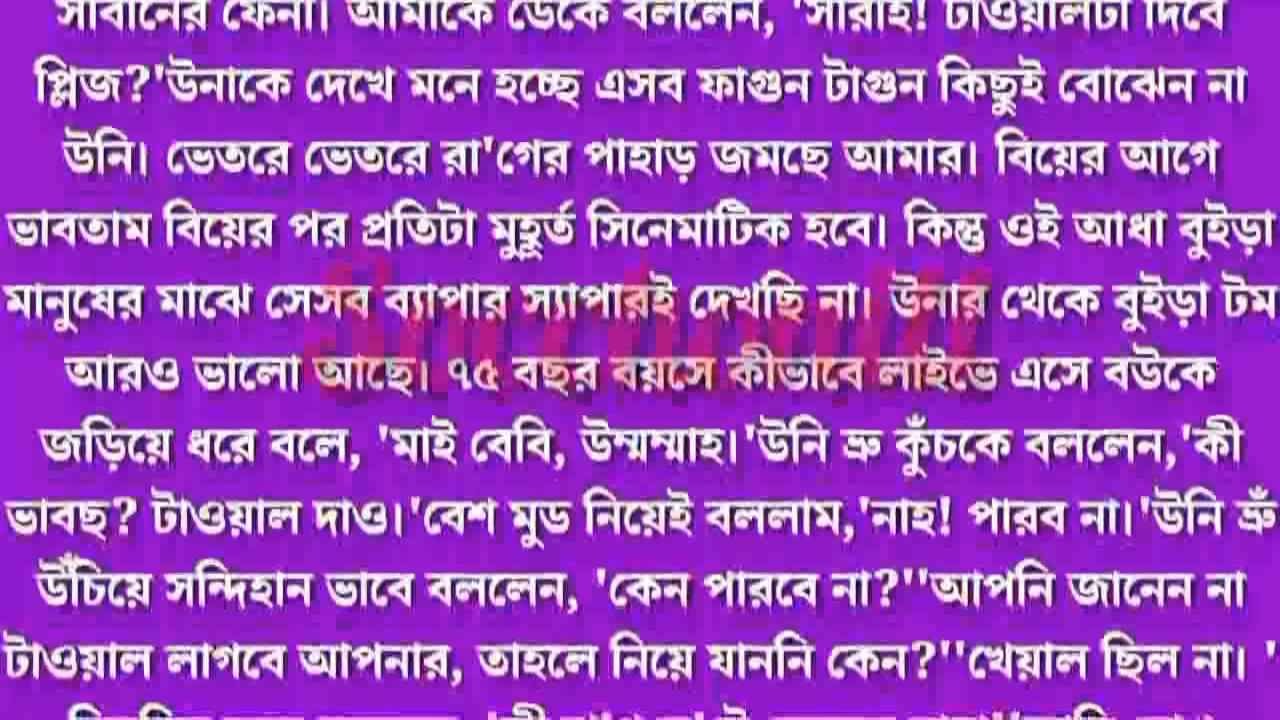 সাবানের ফেনা। আমাকে ডেকে বললেন, 'সারাহ! টাওয়ালটা দিবে
প্লিজ?'উনাকে দেখে মনে হচ্ছে এসব ফাগুন টাগুন কিছুই বোঝেন না
উনি। ভেতরে ভেতরে রা'গের পাহাড় জমছে আমার। বিয়ের আগে
ভাবতাম বিয়ের পর প্রতিটা মুহূর্ত সিনেমাটিক হবে। কিন্তু ওই আধা বুইড়া
মানুষের মাঝে সেসব ব্যাপার স্যাপারই দেখছি না। উনার থেকে বুইড়া টম
আরও ভালো আছে। ৭৫ বছর বয়সে কীভাবে লাইভে এসে বউকে
জড়িয়ে ধরে বলে, 'মাই বেবি, উম্মম্মাহ।'উনি ভ্রু কুঁচকে বললেন,'কী
ভাবছ? টাওয়াল দাও।'বেশ মুড নিয়েই বললাম,'নাহ! পারব না।'উনি ভ্রুঁ
উঁচিয়ে সন্দিহান ভাবে বললেন, 'কেন পারবে না?''আপনি জানেন না
টাওয়াল লাগবে আপনার, তাহলে নিয়ে যাননি কেন?''খেয়াল ছিল না। '